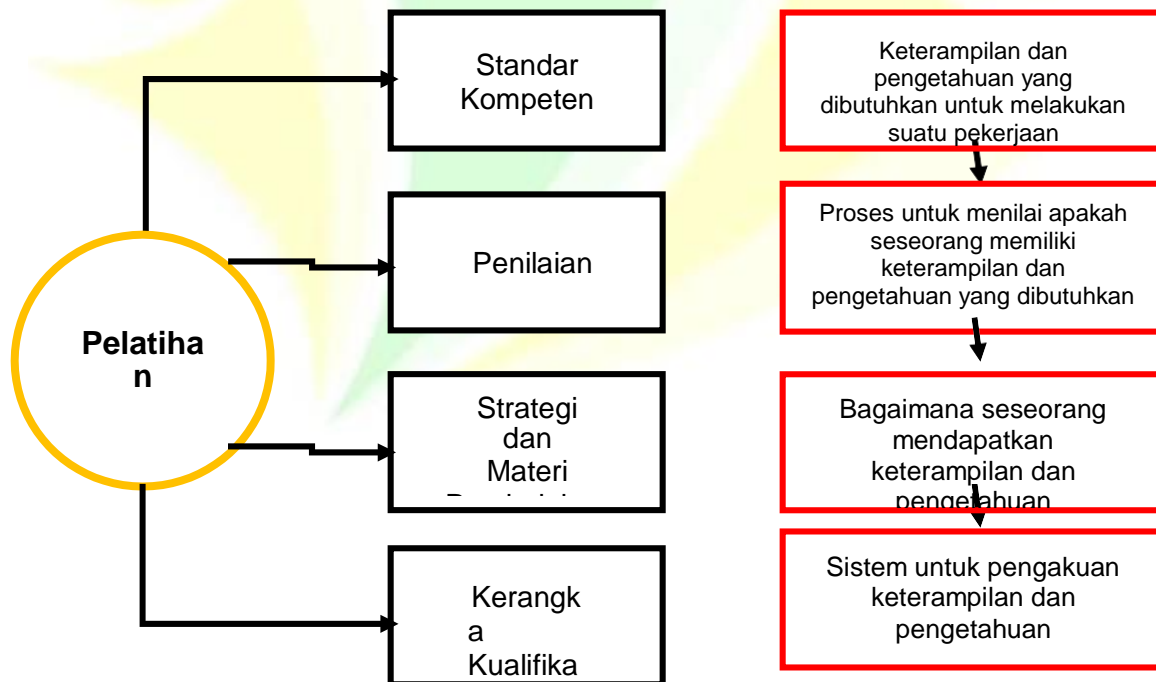 Standar
Kompeten
Keterampilan dan
pengetahuan yang
dibutuhkan untuk melakukan
suatu pekerjaan
Penilaian
Proses untuk menilai apakah
seseorang memiliki
keterampilan dan
pengetahuan yang dibutuhkan
Pelatiha
n
Strategi
dan
Materi
Bagaimana seseorang
mendapatkan
keterampilan dan
pengetahuan
Kerangk
a
Kualifika
Sistem untuk pengakuan
keterampilan dan
pengetahuan